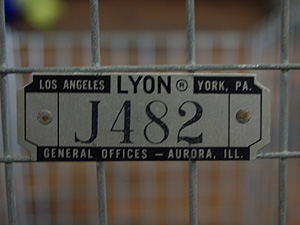 LOS ANGELES LYON ® YORK, PA.
J482
GENERAL OFFICES — AURORA, ILL.